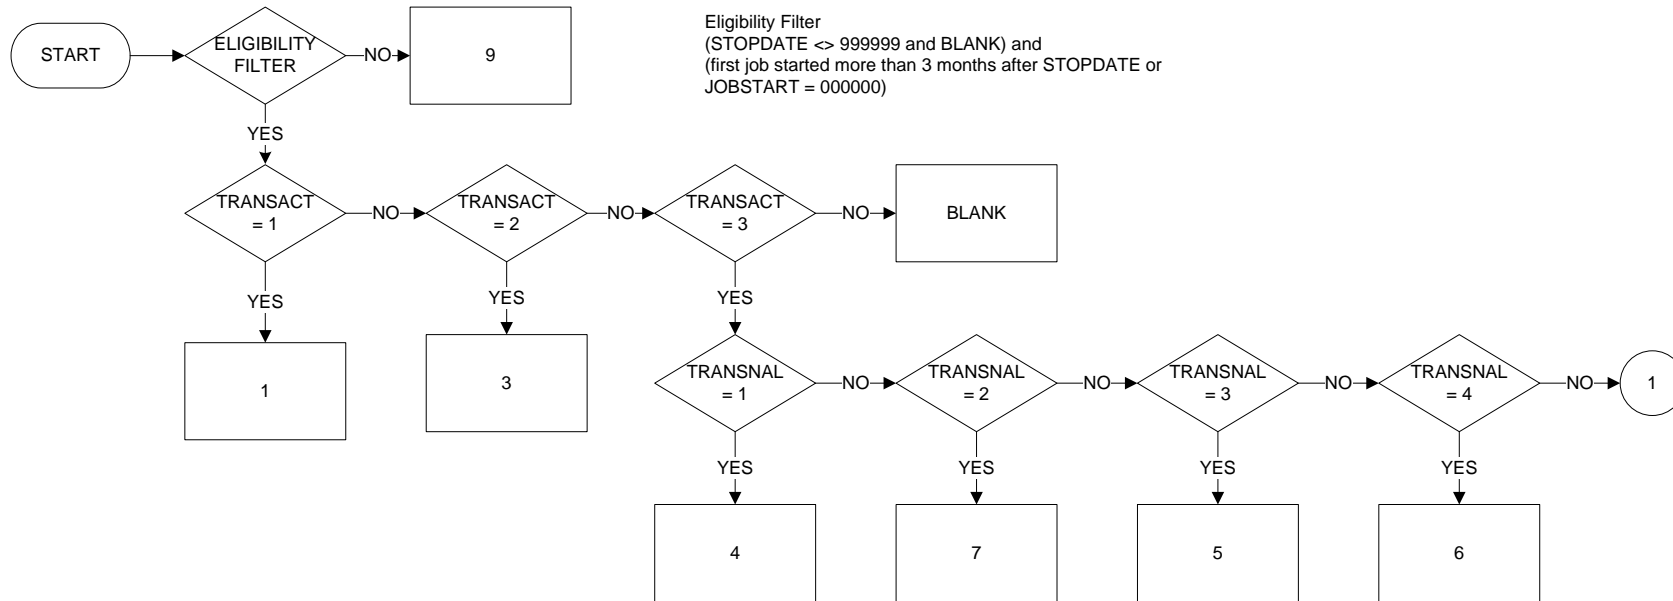 START
ELIGIBILITY
FILTER
NO
9
Eligibility Filter
(STOPDATE <> 999999 and BLANK) and
(first job started more than 3 months after STOPDATE or
JOBSTART = 000000)
YES
TRANSACT
= 1
NO
TRANSACT
= 2
NO
TRANSACT
= 3
NO
BLANK
YES
YES
YES
1
3
TRANSNAL
= 1
NO
TRANSNAL
= 2
NO
TRANSNAL
= 3
NO
TRANSNAL
= 4
NO
1
YES
YES
YES
YES
4
7
5
6